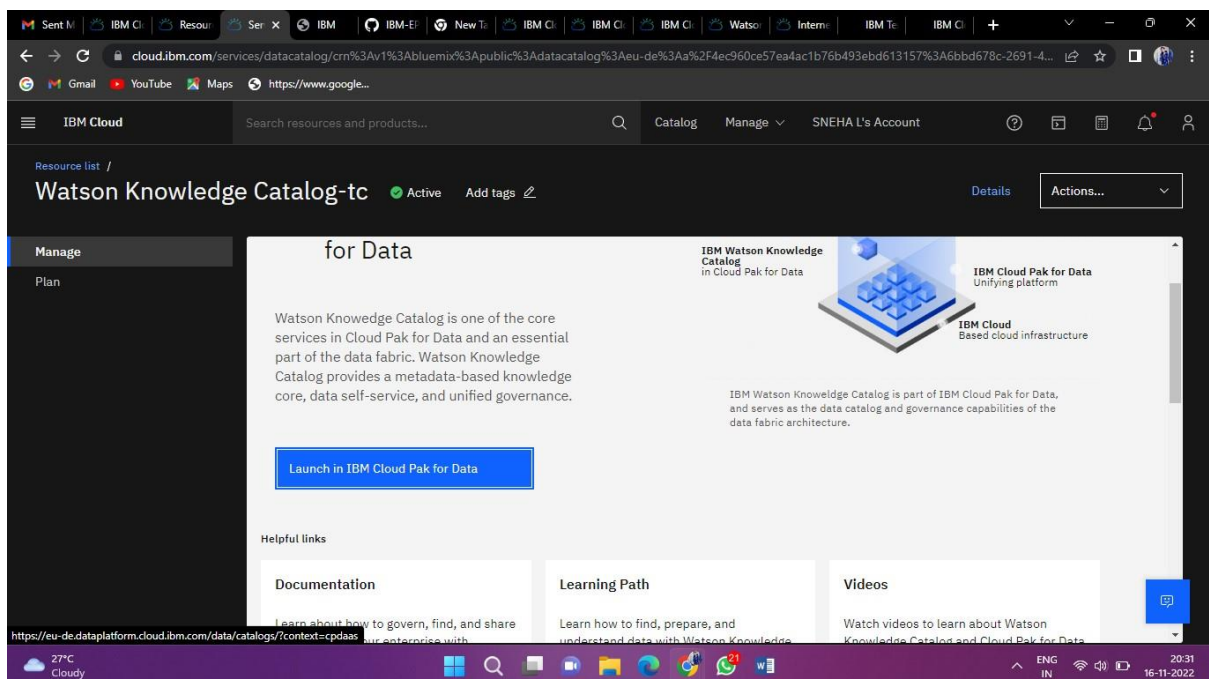 Sent M
IBM Cl
Resour
Ser
IBM
IBM-EF
New Ta
IBM Cl
IBM Cl
IBM Cl
Watsor
Interne
IBM Te
IBM Cl
cloud.ibm.com/services/datacatalog/crn%3Av1%3Abluemix%3Apublic%3Adatacatalog%3Aeu-de%3Aa%2F4ec960ce57ea4ac1b76b493ebd613157%3A6bbd678c-2691-4...
Gmail YouTube Maps https://www.google...
IBM Cloud Search resources and products... Catalog Manage SNEHA L's Account
Resource list /
Watson Knowledge Catalog-tc Active Add tags Details Actions...
Manage
Plan
for Data
Watson Knowedge Catalog is one of the core
services in Cloud Pak for Data and an essential
part of the data fabric. Watson Knowledge
Catalog provides a metadata-based knowledge
core, data self-service, and unified governance.
Launch in IBM Cloud Pak for Data
IBM Watson Knowledge
Catalog
in Cloud Pak for Data
IBM Cloud Pak for Data
Unifying platform
IBM Cloud
Based cloud infrastructure
IBM Watson Knoweldge Catalog is part of IBM Cloud Pak for Data,
and serves as the data catalog and governance capabilities of the
data fabric architecture.
Helpful links
Documentation
Learn about how to govern, find, and share
our enterprise with
Learning Path
Learn how to find, prepare, and
understand data with Watson Knowledge
Videos
Watch videos to learn about Watson
Knowledge Catalog and Cloud Pak for Data
https://eu-de.dataplatform.cloud.ibm.com/data/catalogs/?context=cpdaas
27°C
Cloudy
21
ENG
IN
20:31
16-11-2022